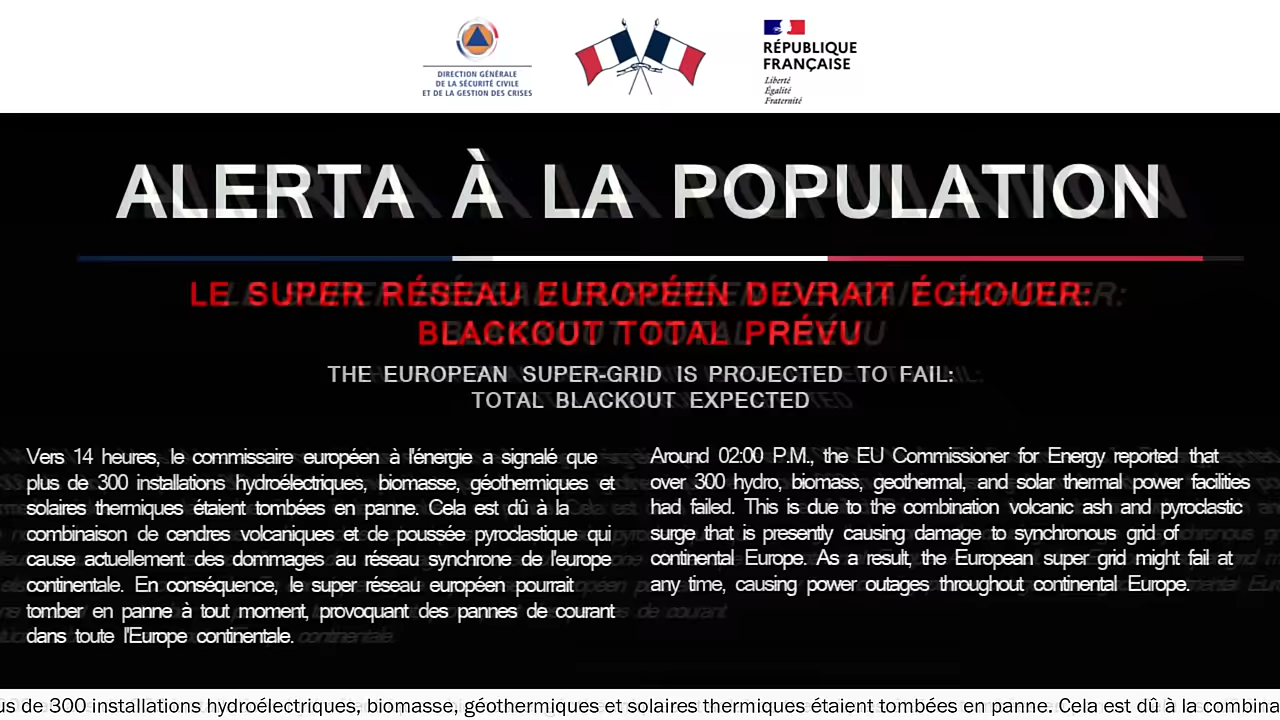 DIRECTION GÉNÉRALE
DE LA SÉCURITÉ CIVILE
ET DE LA GESTION DES CRISES
RÉPUBLIQUE
FRANÇAISE
Liberté
Égalité
Fraternité
ALERTA À LA POPULATION
LE SUPER RÉSEAU EUROPÉEN DEVRAIT ÉCHOUER:
BLACKOUT TOTAL PRÉVU
THE EUROPEAN SUPER-GRID IS PROJECTED TO FAIL:
TOTAL BLACKOUT EXPECTED
Vers 14 heures, le commissaire européen à l'énergie a signalé que
plus de 300 installations hydroélectriques, biomasse, géothermiques et
solaires thermiques étaient tombées en panne. Cela est dû à la
combinaison de cendres volcaniques et de poussée pyroclastique qui
cause actuellement des dommages au réseau synchrone de l'europe
continentale. En conséquence, le super réseau européen pourrait
tomber en panne à tout moment, provoquant des pannes de courant
dans toute l'Europe continentale.
Around 02:00 P.M., the EU Commissioner for Energy reported that
over 300 hydro, biomass, geothermal, and solar thermal power facilities
had failed. This is due to the combination volcanic ash and pyroclastic
surge that is presently causing damage to synchronous grid of
continental Europe. As a result, the European super grid might fail at
any time, causing power outages throughout continental Europe.
us de 300 installations hydroélectriques, biomasse, géothermiques et solaires thermiques étaient tombées en panne. Cela est dû à la combina